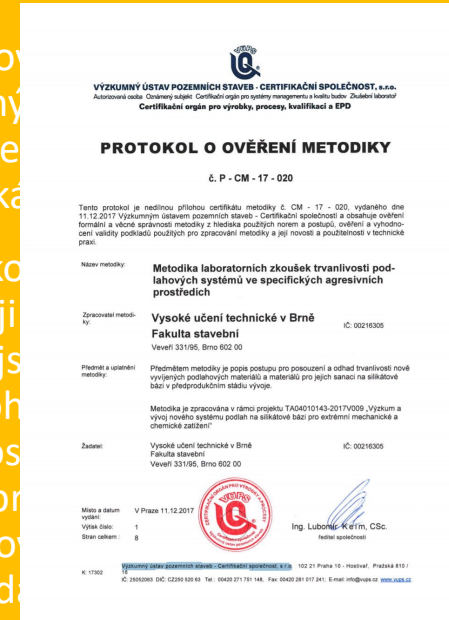 VÝZKUMNÝ ÚSTAV POZEMNÍCH STAVEB - CERTIFIKAČNÍ SPOLEČNOST, s.r.o.
Autorizovaná osoba Oznámený subjekt Certifikační orgán pro systémy managementu a kvalitu budov Zkušební laboratoř
Certifikační orgán pro výrobky, procesy, kvalifikaci a EPD
PROTOKOL O OVĚŘENÍ METODIKY
č. P - CM - 17 - 020
Tento protokol je nedílnou přílohou certifikátu metodiky č. CM - 17 - 020, vydaného dne
11.12.2017 Výzkumným ústavem pozemních staveb - Certifikační společností a obsahuje ověření
formální a věcné správnosti metodiky z hlediska použitých norem a postupů, ověření a vyhodno-
cení validity podkladů použitých pro zpracování metodiky a její novosti a použitelnosti v technické
praxi.
Název metodiky:
Metodika laboratorních zkoušek trvanlivosti pod-
lahových systémů ve specifických agresivních
prostředích
Zpracovatel metodi-
ky:
Vysoké učení technické v Brně
Fakulta stavební
IČ: 00216305
Veveří 331/95, Brno 602 00
Předmět a uplatnění
metodiky:
Předmětem metodiky je popis postupu pro posouzení a odhad trvanlivosti nově
vyvíjených podlahových materiálů a materiálů pro jejich sanaci na silikátové
bázi v předprodukčním stádiu vývoje.
Metodika je zpracována v rámci projektu TA04010143-2017V009 „Výzkum a
vývoj nového systému podlah na silikátové bázi pro extrémní mechanické a
chemické zatížení"
Žadatel:
Vysoké učení technické v Brně
IČ: 00216305
Fakulta stavební
Veveří 331/95, Brno 602 00
Místo a datum
vydání:
V Praze 11.12.2017
Výtisk číslo:
1
Stran celkem :
8
Ing. Lubomír Keřm, CSc.
ředitel společnosti
K: 17302
Výzkumný ústav pozemních staveb - Certifikační společnost, s.r.o. 102 21 Praha 10 - Hostivař, Pražská 810 /
16
IČ: 25052063 DIČ: CZ250 520 63 Tel.: 00420 271 751 148, Fax: 00420 281 017 241, E-mail: info@vups.cz www.vups.cz